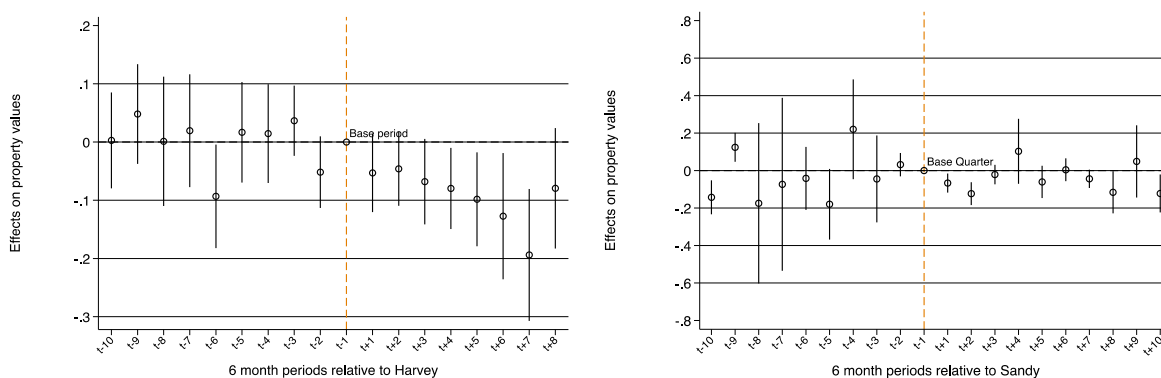 Effects on property values
.2
.1
0
-.1
-.2
-.3
Base period
t-10 t-9 t-8 t-7 t-6 t-5 t-4 t-3 t-2 t-1 t+1 t+2 t+3 t+4 t+5 t+6 t+7 t+8
6 month periods relative to Harvey
Effects on property values
.8
.6
.4
.2
0
-.2
-.4
-.6
-.8
Base Quarter
t-10 t-9 t-8 t-7 t-6 t-5 t-4 t-3 t-2 t-1 t+1 t+2 t+3 t+4 t+5 t+6 t+7 t+8 t+9 t+10
6 month periods relative to Sandy